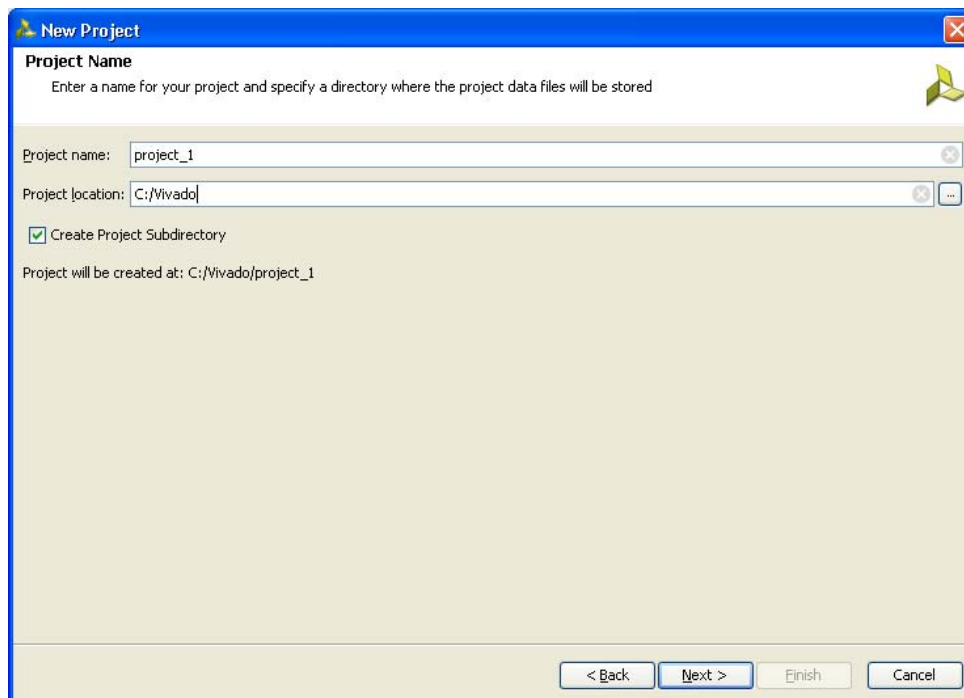 New Project
Project Name
Enter a name for your project and specify a directory where the project data files will be stored
Project name: project_1
Project location: C:/Vivado
...
Create Project Subdirectory
Project will be created at: C:/Vivado/project_1
< Back Next > Finish Cancel